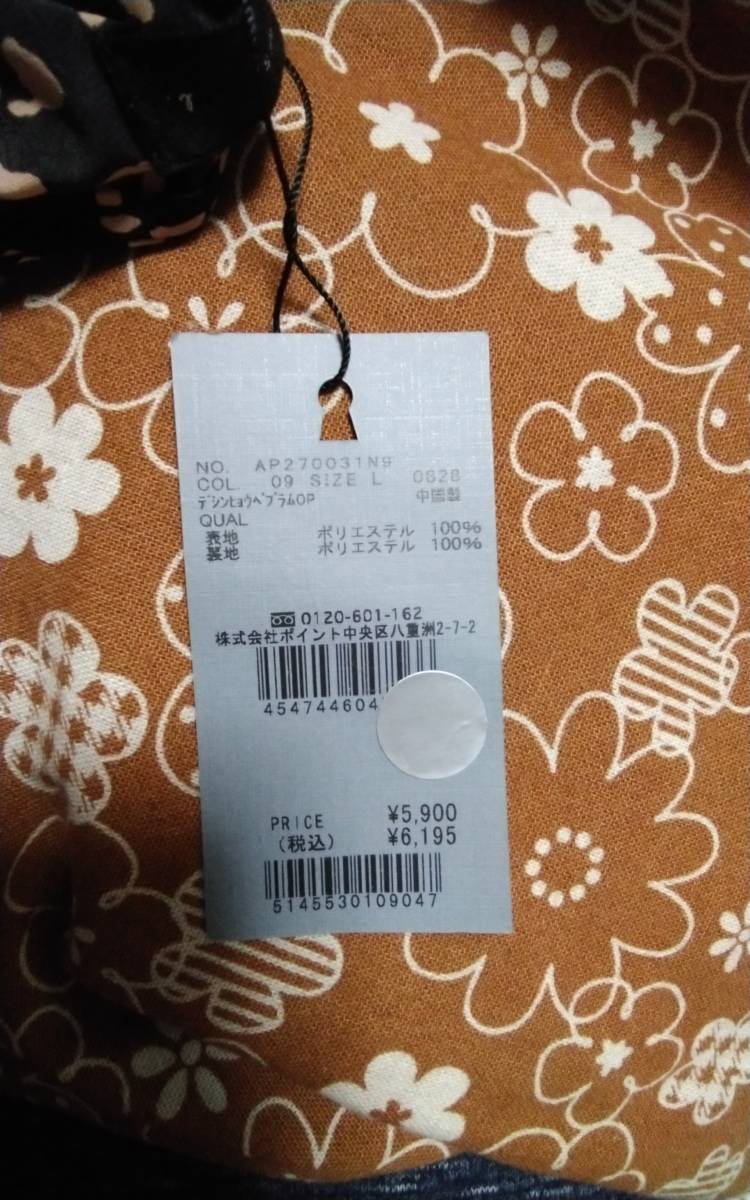 NO. AP270031N9
COL. 09 SIZE L 0628
デシンヒョウペプラムOP 中国製
QUAL
表地 ポリエステル 100%
裏地 ポリエステル 100%
0120-601-162
株式会社ポイント中央区八重洲2-7-2
454744604
PRICE ¥5,900
(税込) ¥6,195
5145530109047